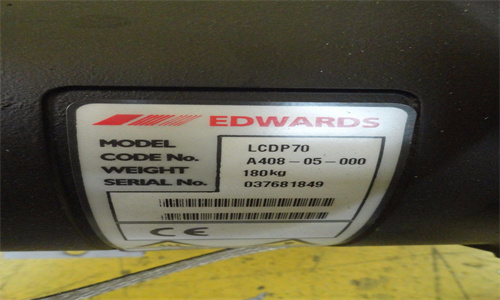 EDWARDS
MODEL LCDP70
CODE No. A408-05-000
WEIGHT 180kg
SERIAL No. 037681849
CE